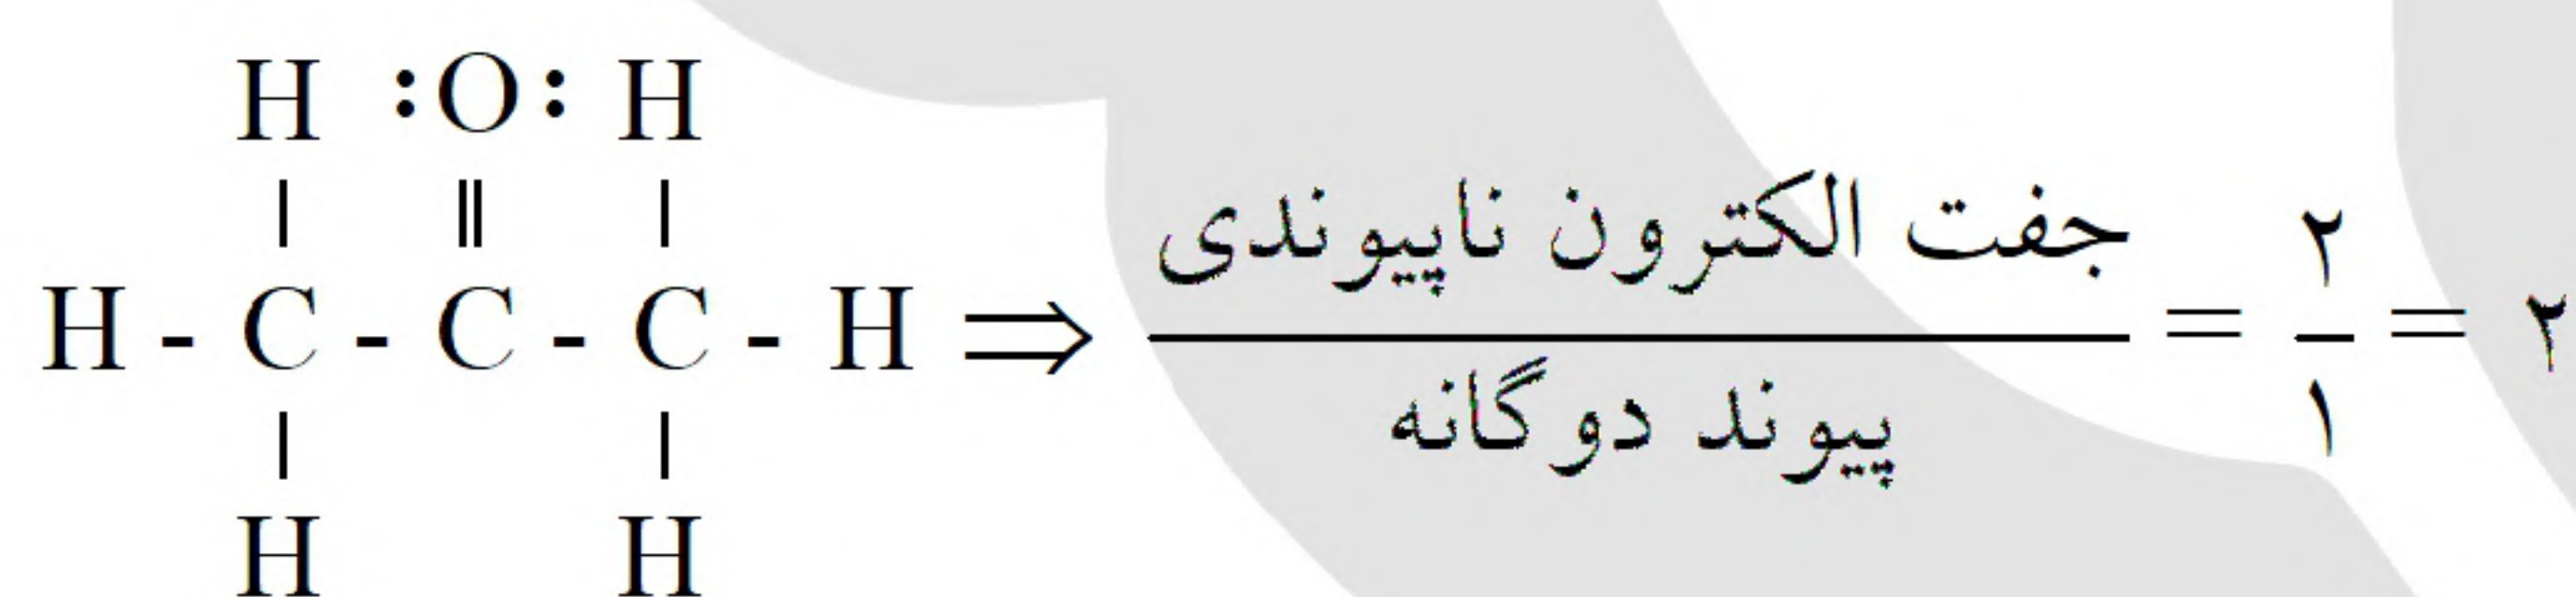 H :O: H
| || |
H - C - C - C - H ⇒ جفت الکترون ناپیوندی / پیوند دوگانه = ۲ / ۱ = ۲
| |
H H